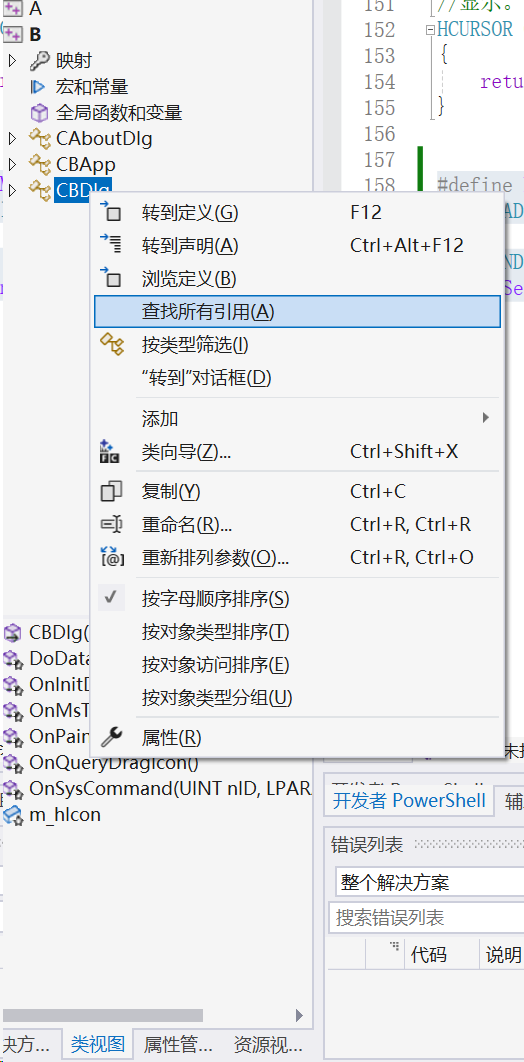 A
B
映射
宏和常量
全局函数和变量
CAboutDlg
CBApp
CBDlg
151
//显示。
152
HCURSOR
153
{
154
retu
155
}
156
157
158
#define
转到定义(G)
F12
转到声明(A)
Ctrl+Alt+F12
浏览定义(B)
查找所有引用(A)
按类型筛选(I)
“转到”对话框(D)
添加
类向导(Z)...
Ctrl+Shift+X
复制(Y)
Ctrl+C
重命名(R)...
Ctrl+R, Ctrl+R
重新排列参数(O)...
Ctrl+R, Ctrl+O
按字母顺序排序(S)
按对象类型排序(T)
按对象访问排序(E)
按对象类型分组(U)
属性(R)
AD
ND
Se
CBDlg(
DoData
OnInitD
OnMsT
OnPain
OnQueryDragIcon()
OnSysCommand(UINT nID, LPAR
m_hIcon
开发者 PowerShell
错误列表
整个解决方案
搜索错误列表
代码
说明
决方...
类视图
属性管...
资源视...